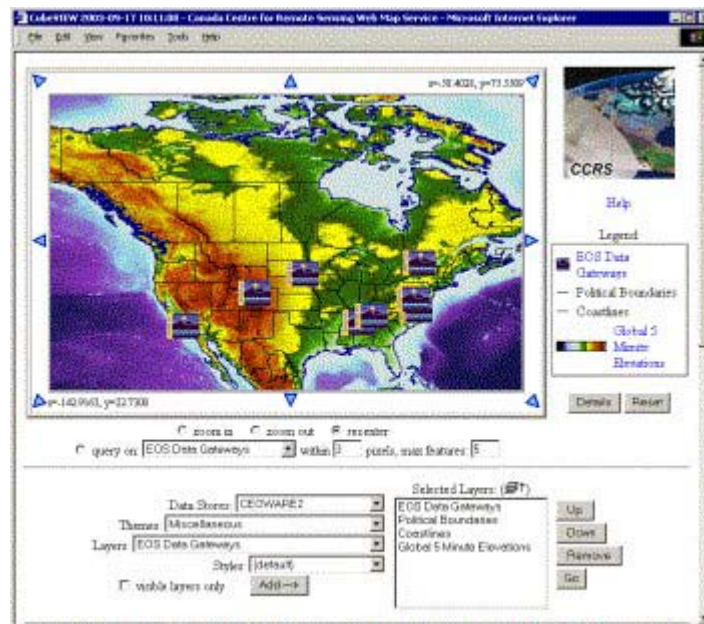 CubeVIEW 2003-09-17 10:11:08 - Canada Centre for Remote Sensing Web Map Service - Microsoft Internet Explorer
File Edit View Favorites Tools Help
CCRS
Help
Legend
EOS Data
Gateways
Political Boundaries
Coastlines
Global 5
Minute
Elevations
Details Reset
zoom in zoom out recenter
query on: EOS Data Gateways within 3 pixels, max features: 5
Data Stores: CEOWARE2
Themes: Miscellaneous
Layers: EOS Data Gateways
Styles: (default)
visible layers only Add-->
Selected Layers:
EOS Data Gateways
Political Boundaries
Coastlines
Global 5 Minute Elevations
Up
Down
Remove
Go